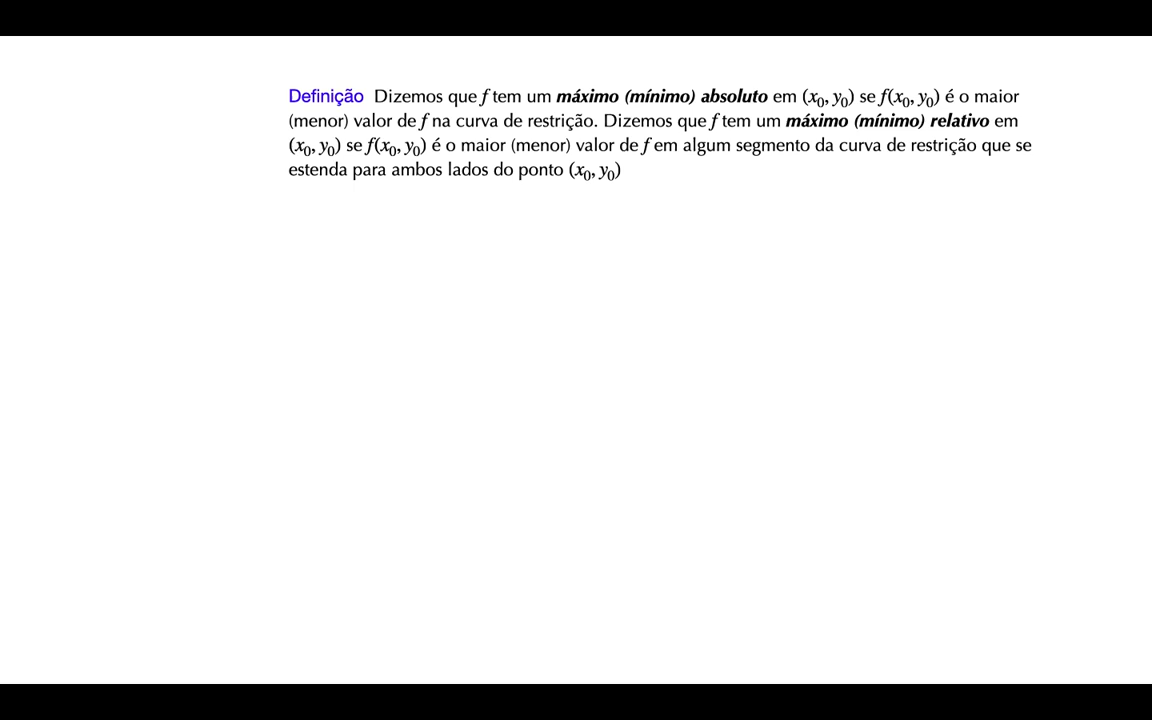 Definição Dizemos que f tem um máximo (mínimo) absoluto em (x₀, y₀) se f(x₀, y₀) é o maior
(menor) valor de f na curva de restrição. Dizemos que f tem um máximo (mínimo) relativo em
(x₀, y₀) se f(x₀, y₀) é o maior (menor) valor de f em algum segmento da curva de restrição que se
estenda para ambos lados do ponto (x₀, y₀)